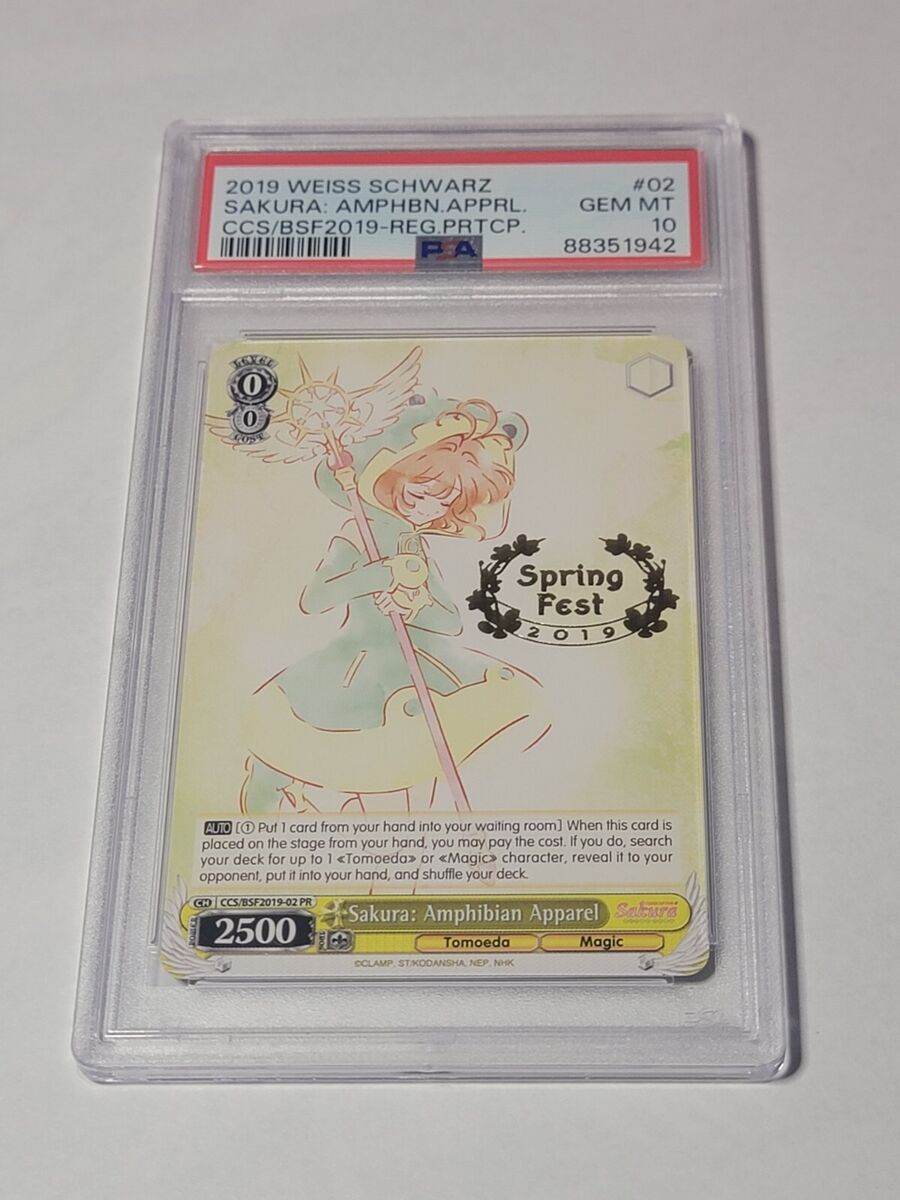 2019 WEISS SCHWARZ #02
SAKURA: AMPHBN.APPRL. GEM MT
CCS/BSF2019-REG.PRTCP. 10
PSA 88351942
LEVEL
0
0
COST
Spring
Fest
2019
AUTO [① Put 1 card from your hand into your waiting room] When this card is
placed on the stage from your hand, you may pay the cost. If you do, search
your deck for up to 1 «Tomoeda» or «Magic» character, reveal it to your
opponent, put it into your hand, and shuffle your deck.
CH CCS/BSF2019-02 PR
Sakura: Amphibian Apparel
Sakura
POWER 2500 SOUL
Tomoeda Magic
©CLAMP, ST/KODANSHA, NEP, NHK